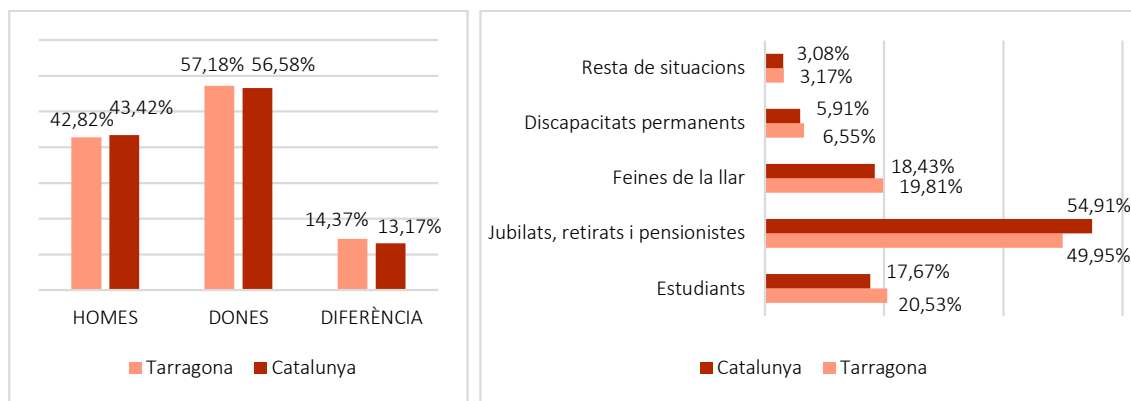 57,18% 56,58%
42,82% 43,42%
14,37% 13,17%
HOMES DONES DIFERÈNCIA
Tarragona Catalunya
Resta de situacions 3,08%
3,17%
Discapacitats permanents 5,91%
6,55%
Feines de la llar 18,43%
19,81%
Jubilats, retirats i pensionistes 54,91%
49,95%
Estudiants 17,67%
20,53%
Catalunya Tarragona